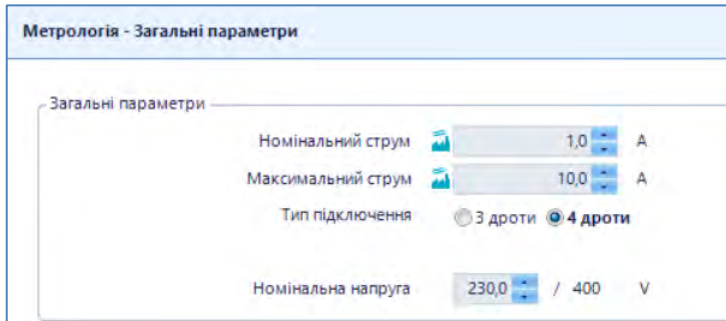 Метрологія - Загальні параметри
Загальні параметри
Номінальний струм 1,0 A
Максимальний струм 10,0 A
Тип підключення 3 дроти 4 дроти
Номінальна напруга 230,0 / 400 V